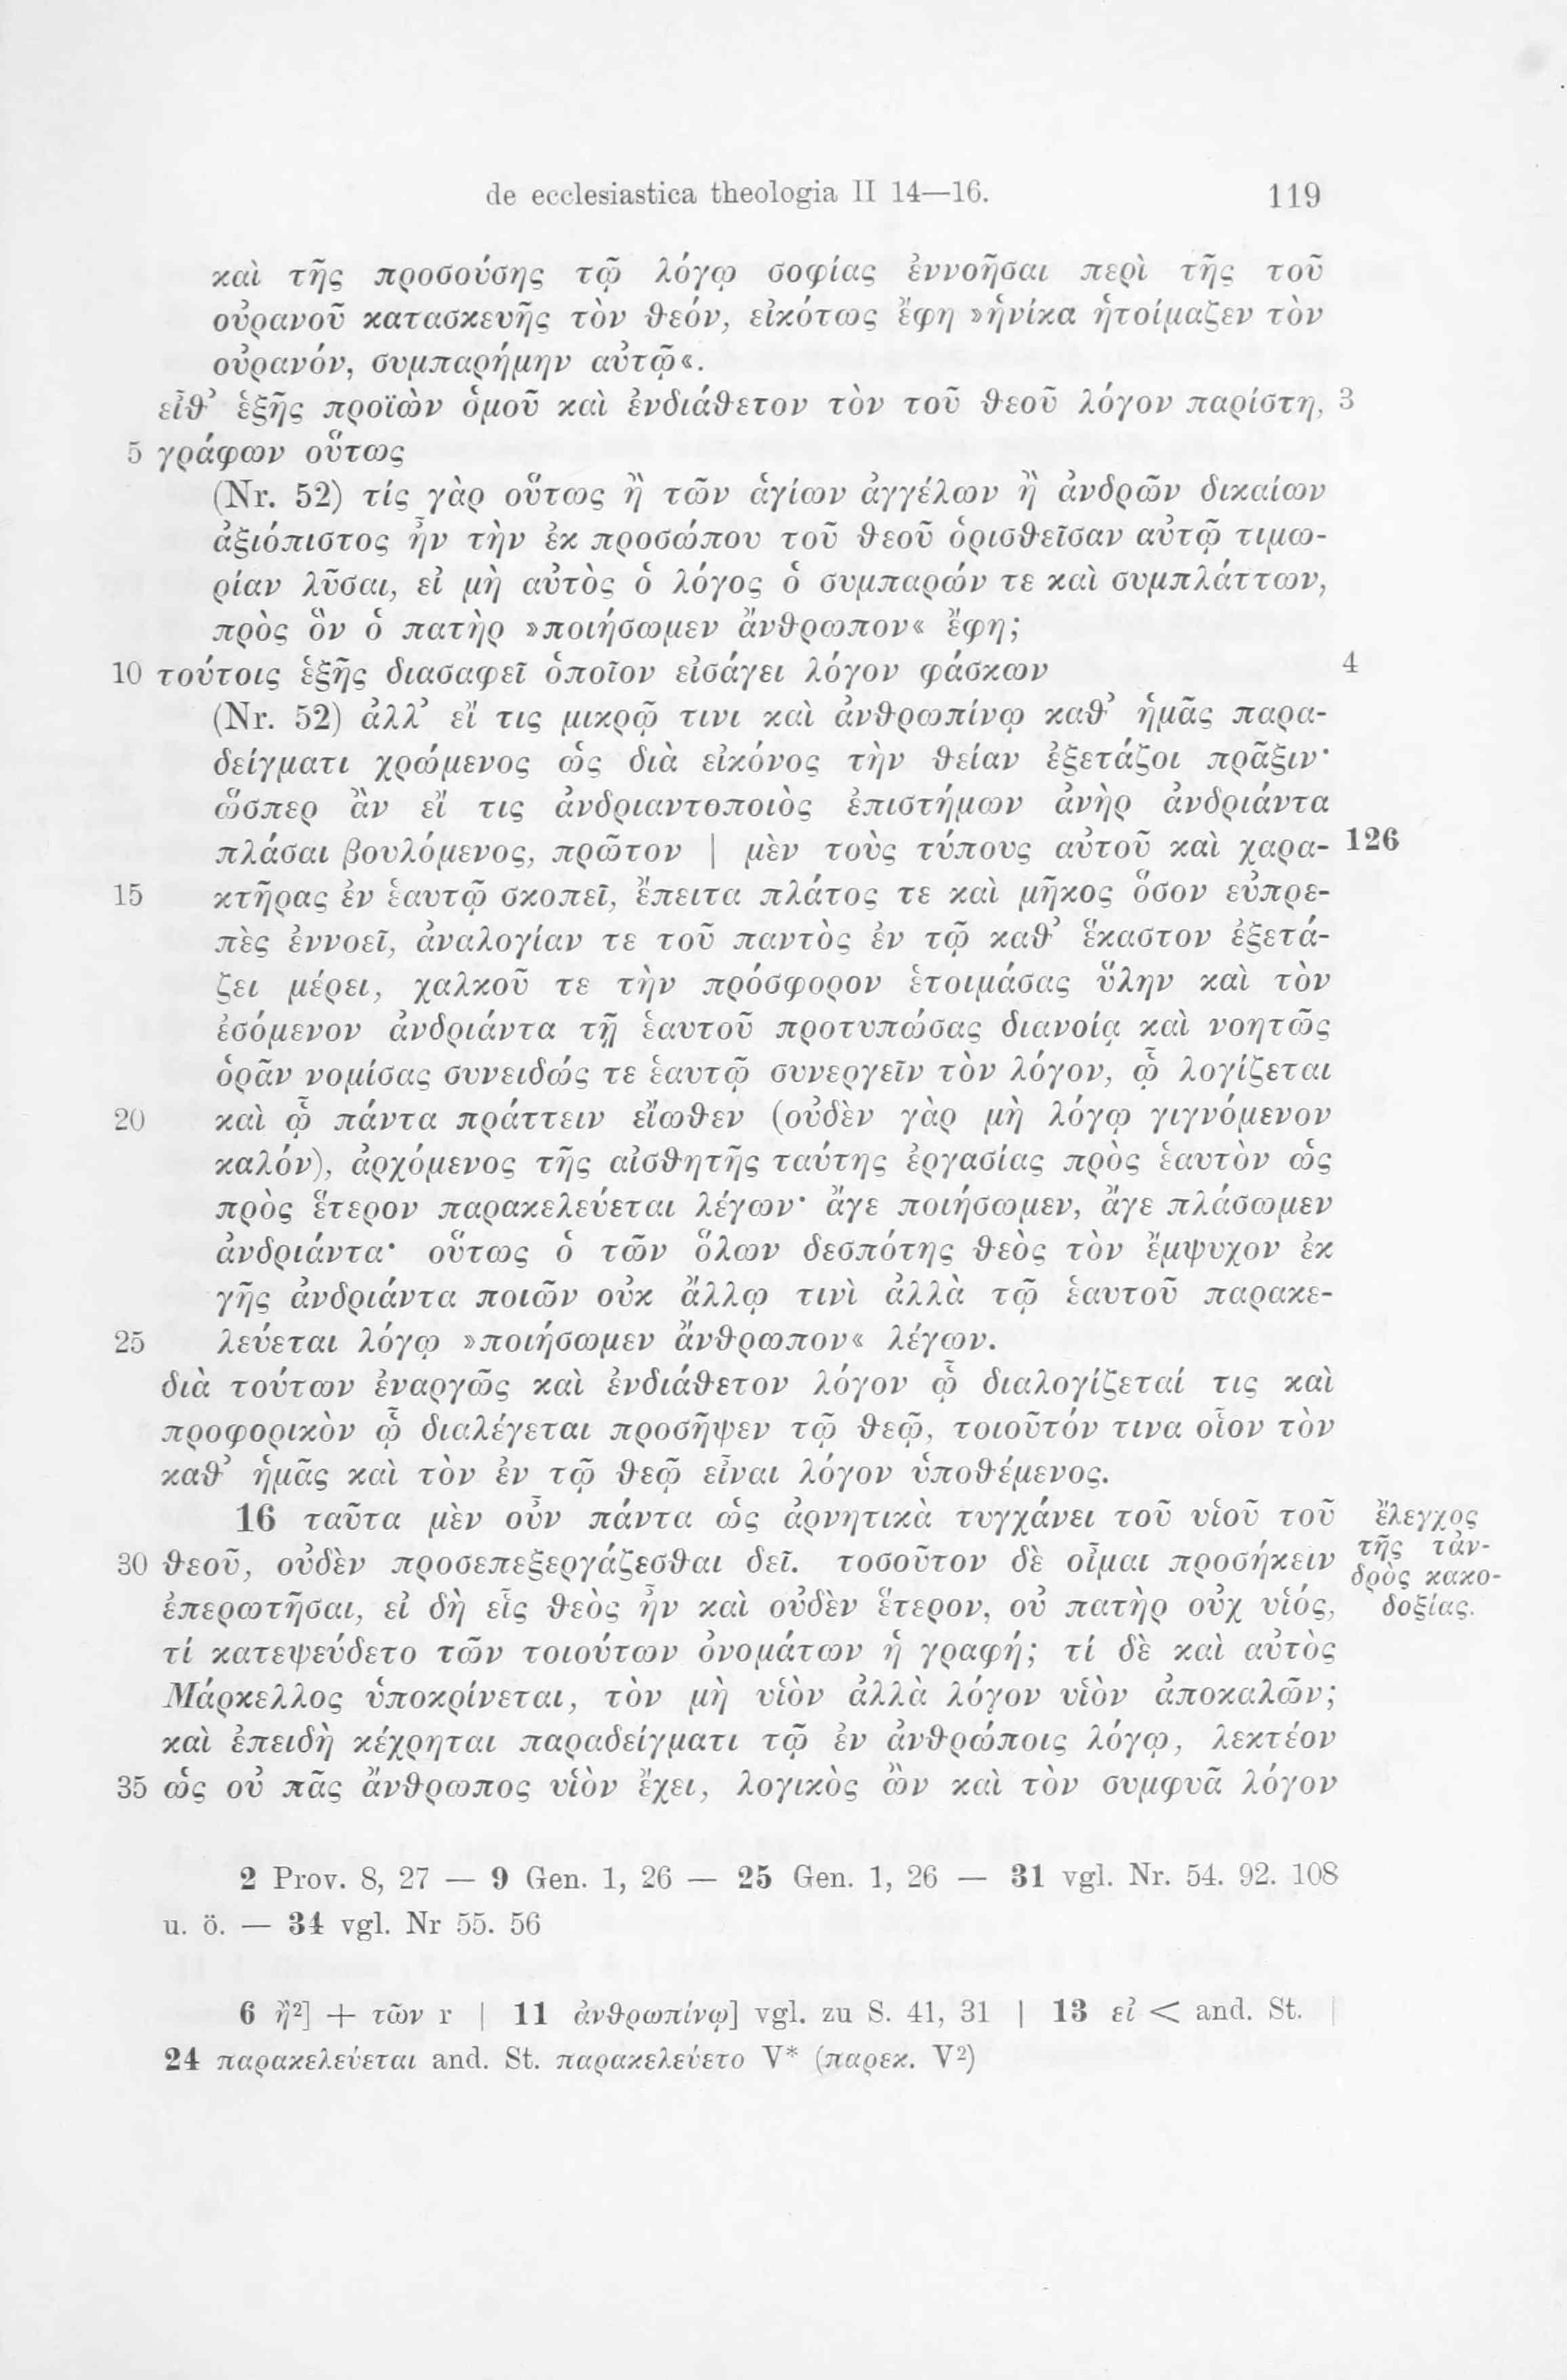 de ecclesiastica theologia II 14—16. 119
καὶ τῆς προσούσης τῷ λόγῳ σοφίας ἐννοῆσαι περὶ τῆς τοῦ
οὐρανοῦ κατασκευῆς τὸν θεόν, εἰκότως ἔφη »ἡνίκα ἡτοίμαζεν τὸν
οὐρανόν, συμπαρήμην αὐτῷ«.
εἶθ’ ἑξῆς προϊὼν ὁμοῦ καὶ ἐνδιάθετον τὸν τοῦ θεοῦ λόγον παρίστη, 3
5 γράφων οὕτως
(Nr. 52) τίς γὰρ οὕτως ἢ τῶν ἁγίων ἀγγέλων ἢ ἀνδρῶν δικαίων
ἀξιόπιστος ἦν τὴν ἐκ προσώπου τοῦ θεοῦ ὁρισθεῖσαν αὐτῷ τιμω-
ρίαν λῦσαι, εἰ μὴ αὐτὸς ὁ λόγος ὁ συμπαρών τε καὶ συμπλάττων,
πρὸς ὃν ὁ πατὴρ »ποιήσωμεν ἄνθρωπον« ἔφη;
10 τούτοις ἑξῆς διασαφεῖ ὁποῖον εἰσάγει λόγον φάσκων 4
(Nr. 52) ἀλλ’ εἴ τις μικρῷ τινι καὶ ἀνθρωπίνῳ καθ’ ἡμᾶς παρα-
δείγματι χρώμενος ὡς διὰ εἰκόνος τὴν θείαν ἐξετάζοι πρᾶξιν·
ὥσπερ ἂν εἴ τις ἀνδριαντοποιὸς ἐπιστήμων ἀνὴρ ἀνδριάντα
πλάσαι βουλόμενος, πρῶτον | μὲν τοὺς τύπους αὐτοῦ καὶ χαρα- 126
15 κτῆρας ἐν ἑαυτῷ σκοπεῖ, ἔπειτα πλάτος τε καὶ μῆκος ὅσον εὐπρε-
πὲς ἐννοεῖ, ἀναλογίαν τε τοῦ παντὸς ἐν τῷ καθ’ ἕκαστον ἐξετά-
ζει μέρει, χαλκοῦ τε τὴν πρόσφορον ἑτοιμάσας ὕλην καὶ τὸν
ἐσόμενον ἀνδριάντα τῇ ἑαυτοῦ προτυπώσας διανοίᾳ καὶ νοητῶς
ὁρᾶν νομίσας συνειδώς τε ἑαυτῷ συνεργεῖν τὸν λόγον, ᾧ λογίζεται
20 καὶ ᾧ πάντα πράττειν εἴωθεν (οὐδὲν γὰρ μὴ λόγῳ γιγνόμενον
καλόν), ἀρχόμενος τῆς αἰσθητῆς ταύτης ἐργασίας πρὸς ἑαυτὸν ὡς
πρὸς ἕτερον παρακελεύεται λέγων· ἄγε ποιήσωμεν, ἄγε πλάσωμεν
ἀνδριάντα· οὕτως ὁ τῶν ὅλων δεσπότης θεὸς τὸν ἔμψυχον ἐκ
γῆς ἀνδριάντα ποιῶν οὐκ ἄλλῳ τινὶ ἀλλὰ τῷ ἑαυτοῦ παρακε-
25 λεύεται λόγῳ »ποιήσωμεν ἄνθρωπον« λέγων.
διὰ τούτων ἐναργῶς καὶ ἐνδιάθετον λόγον ᾧ διαλογίζεταί τις καὶ
προφορικὸν ᾧ διαλέγεται προσῆψεν τῷ θεῷ, τοιοῦτόν τινα οἷον τὸν
καθ’ ἡμᾶς καὶ τὸν ἐν τῷ θεῷ εἶναι λόγον ὑποθέμενος.
16 ταῦτα μὲν οὖν πάντα ὡς ἀρνητικὰ τυγχάνει τοῦ υἱοῦ τοῦ ἔλεγχος
30 θεοῦ, οὐδὲν προσεπεξεργάζεσθαι δεῖ. τοσοῦτον δὲ οἶμαι προσήκειν τῆς τἀν-
δρὸς κακο-
ἐπερωτῆσαι, εἰ δὴ εἷς θεὸς ἦν καὶ οὐδὲν ἕτερον, οὐ πατὴρ οὐχ υἱός, δοξίας.
τί κατεψεύδετο τῶν τοιούτων ὀνομάτων ἡ γραφή; τί δὲ καὶ αὐτὸς
Μάρκελλος ὑποκρίνεται, τὸν μὴ υἱὸν ἀλλὰ λόγον υἱὸν ἀποκαλῶν;
καὶ ἐπειδὴ κέχρηται παραδείγματι τῷ ἐν ἀνθρώποις λόγῳ, λεκτέον
35 ὡς οὐ πᾶς ἄνθρωπος υἱὸν ἔχει, λογικὸς ὢν καὶ τὸν συμφυᾶ λόγον
2 Prov. 8, 27 — 9 Gen. 1, 26 — 25 Gen. 1, 26 — 31 vgl. Nr. 54. 92. 108
u. ö. — 34 vgl. Nr 55. 56
6 ἢ²] + τῶν r | 11 ἀνθρωπίνῳ] vgl. zu S. 41, 31 | 13 εἰ < and. St. |
24 παρακελεύεται and. St. παρακελεύετο V* (παρεκ. V²)